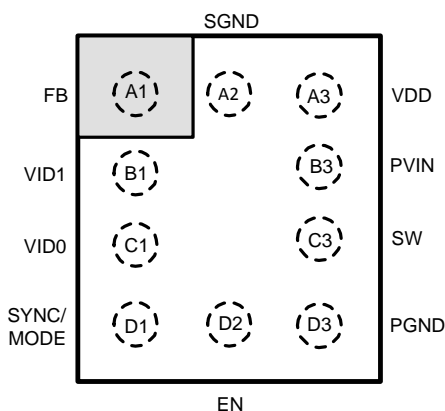 SGND
FB A1 A2 A3 VDD
VID1 B1 B3 PVIN
VID0 C1 C3 SW
SYNC/
MODE D1 D2 D3 PGND
EN